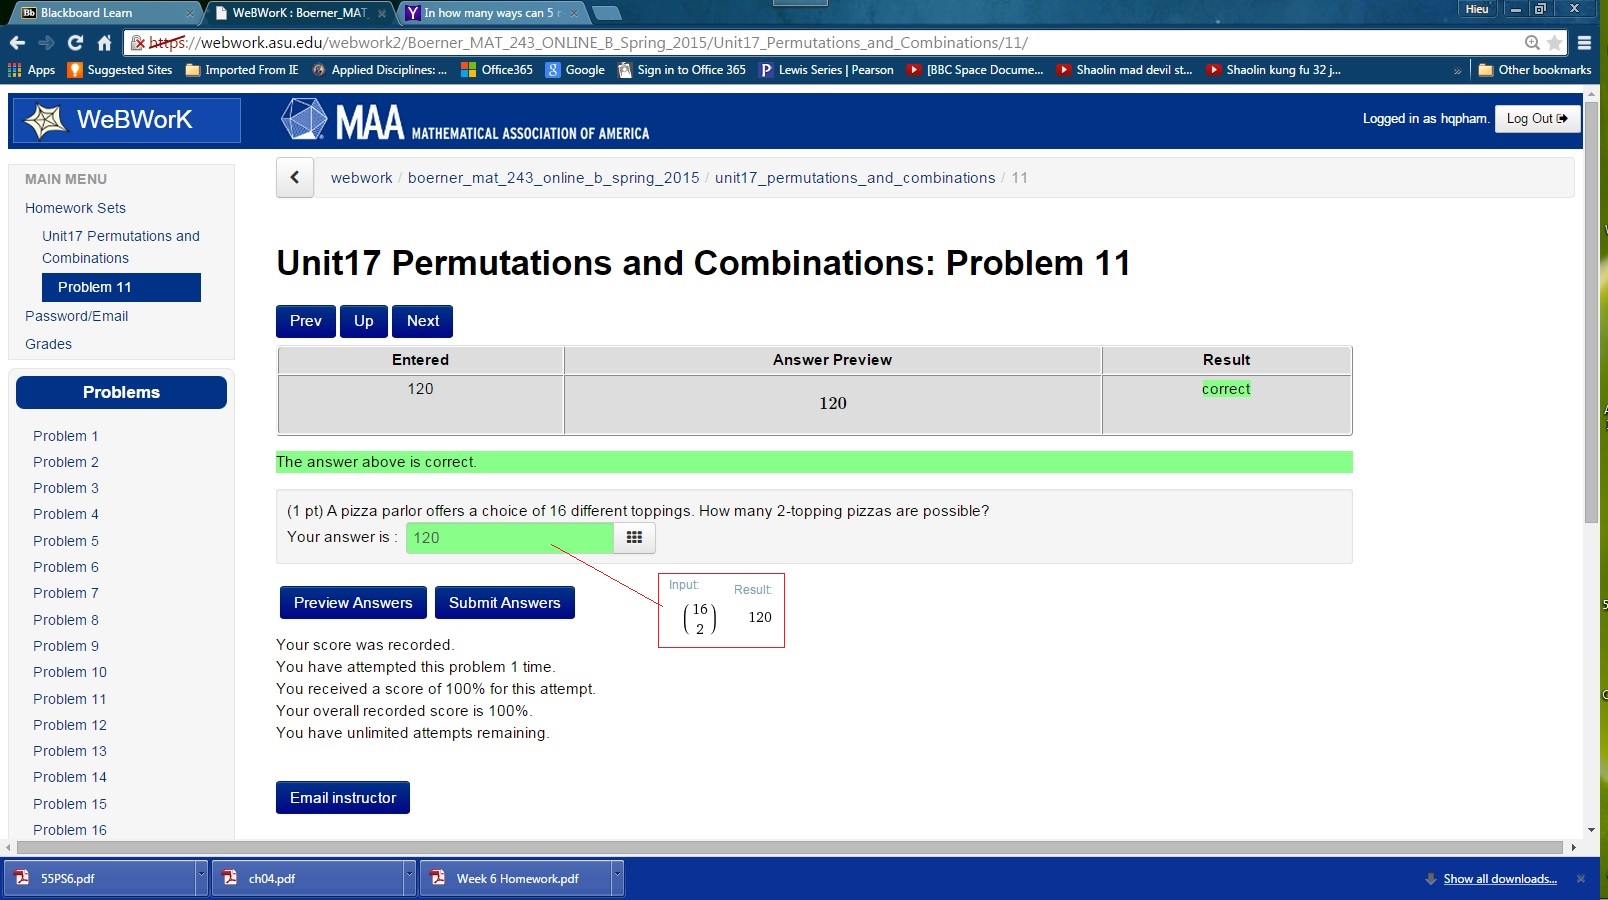 Blackboard Learn
WeBWorK : Boerner_MAT_
In how many ways can 5
Hieu
https://webwork.asu.edu/webwork2/Boerner_MAT_243_ONLINE_B_Spring_2015/Unit17_Permutations_and_Combinations/11/
Apps
Suggested Sites
Imported From IE
Applied Disciplines: ...
Office365
Google
Sign in to Office 365
Lewis Series | Pearson
[BBC Space Docume...
Shaolin mad devil st...
Shaolin kung fu 32 j...
»
Other bookmarks
WeBWorK
MAA MATHEMATICAL ASSOCIATION OF AMERICA
Logged in as hqpham.
Log Out
MAIN MENU
Homework Sets
Unit17 Permutations and
Combinations
Problem 11
Password/Email
Grades
Problems
Problem 1
Problem 2
Problem 3
Problem 4
Problem 5
Problem 6
Problem 7
Problem 8
Problem 9
Problem 10
Problem 11
Problem 12
Problem 13
Problem 14
Problem 15
Problem 16
webwork / boerner_mat_243_online_b_spring_2015 / unit17_permutations_and_combinations / 11
Unit17 Permutations and Combinations: Problem 11
Prev
Up
Next
Entered Answer Preview Result
120 120 correct
The answer above is correct.
(1 pt) A pizza parlor offers a choice of 16 different toppings. How many 2-topping pizzas are possible?
Your answer is : 120
Input: Result:
(16 2) 120
Preview Answers
Submit Answers
Your score was recorded.
You have attempted this problem 1 time.
You received a score of 100% for this attempt.
Your overall recorded score is 100%.
You have unlimited attempts remaining.
Email instructor
55PS6.pdf
ch04.pdf
Week 6 Homework.pdf
Show all downloads...